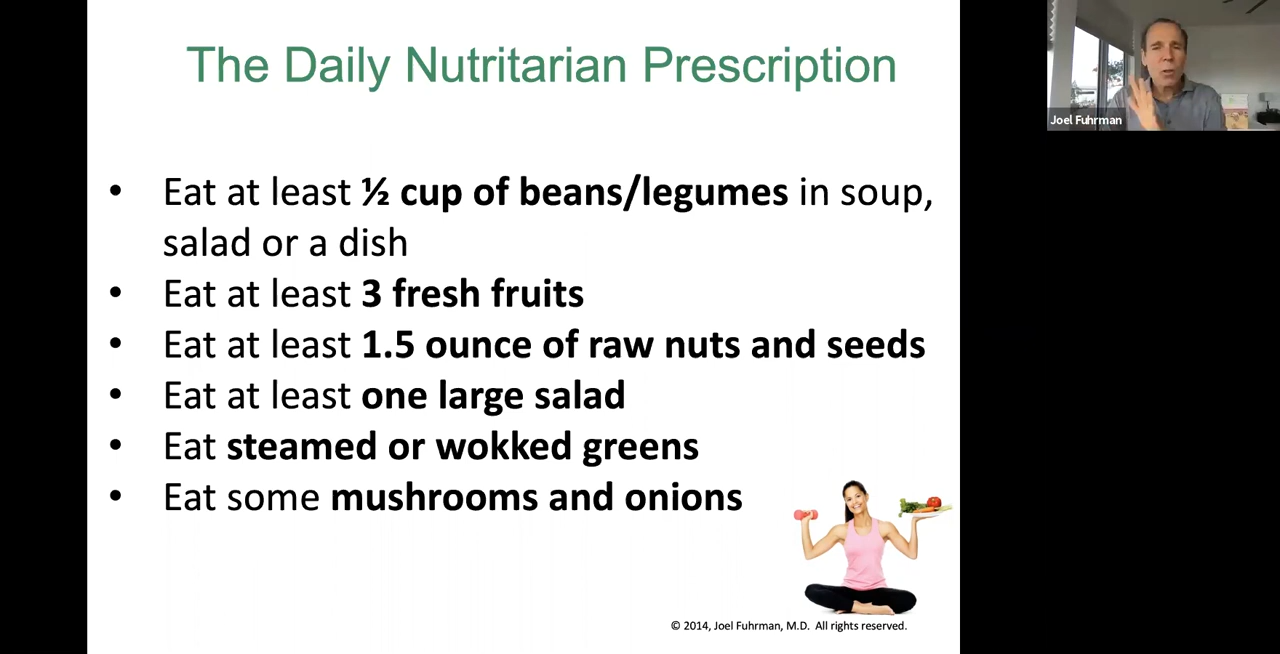 The Daily Nutritarian Prescription
Joel Fuhrman
• Eat at least ½ cup of beans/legumes in soup,
salad or a dish
• Eat at least 3 fresh fruits
• Eat at least 1.5 ounce of raw nuts and seeds
• Eat at least one large salad
• Eat steamed or wokked greens
• Eat some mushrooms and onions
© 2014, Joel Fuhrman, M.D. All rights reserved.